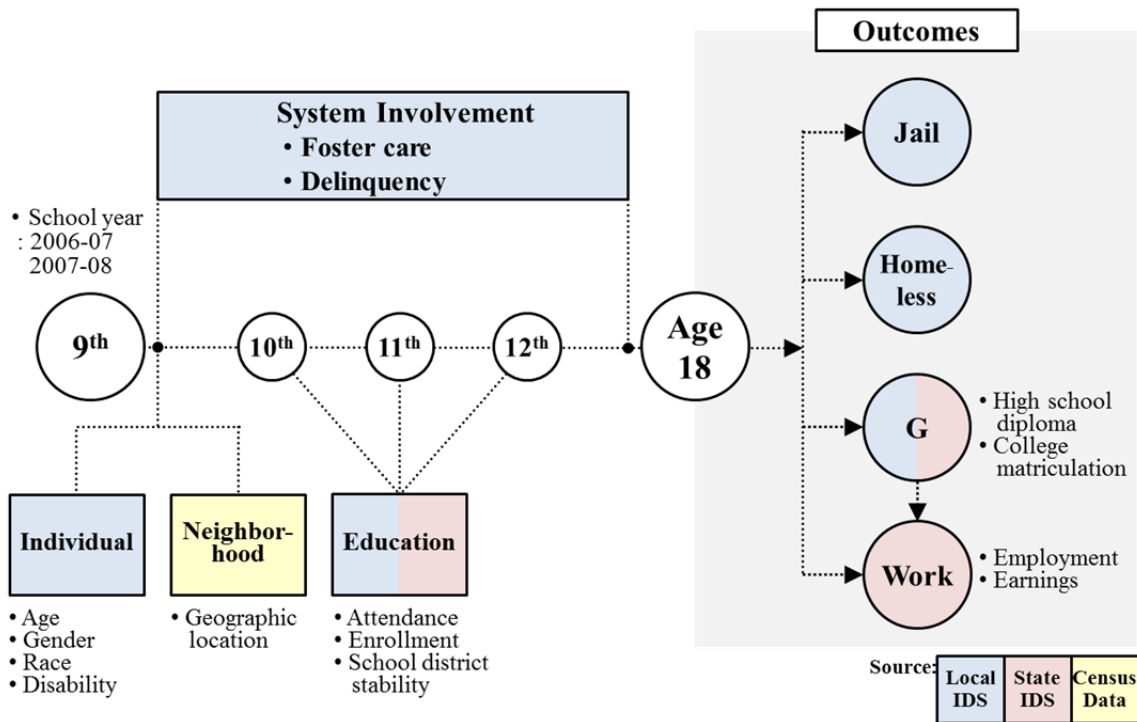 Outcomes
System Involvement
• Foster care
• Delinquency
Jail
• School year
: 2006-07
2007-08
Home-
less
9th
10th
11th
12th
Age
18
G
• High school
diploma
• College
matriculation
Individual
Neighbor-
hood
Education
Work
• Employment
• Earnings
• Age
• Gender
• Race
• Disability
• Geographic
location
• Attendance
• Enrollment
• School district
stability
Source:
Local
IDS
State
IDS
Census
Data